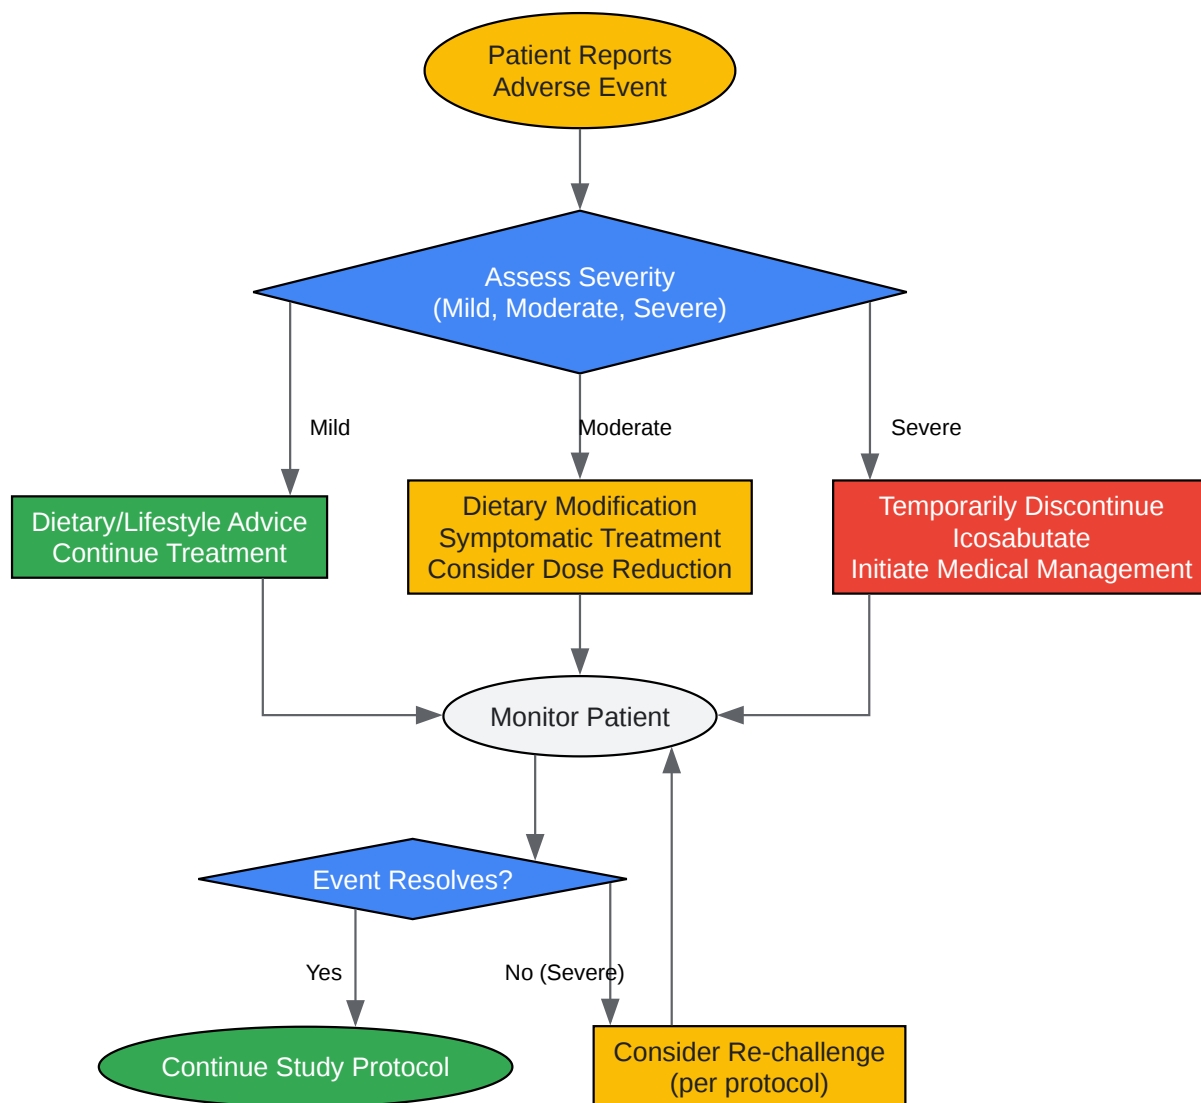 Patient Reports
Adverse Event
Assess Severity
(Mild, Moderate, Severe)
Mild
Moderate
Severe
Dietary/Lifestyle Advice
Continue Treatment
Dietary Modification
Symptomatic Treatment
Consider Dose Reduction
Temporarily Discontinue
Icosabutate
Initiate Medical Management
Monitor Patient
Event Resolves?
Yes
No (Severe)
Continue Study Protocol
Consider Re-challenge
(per protocol)